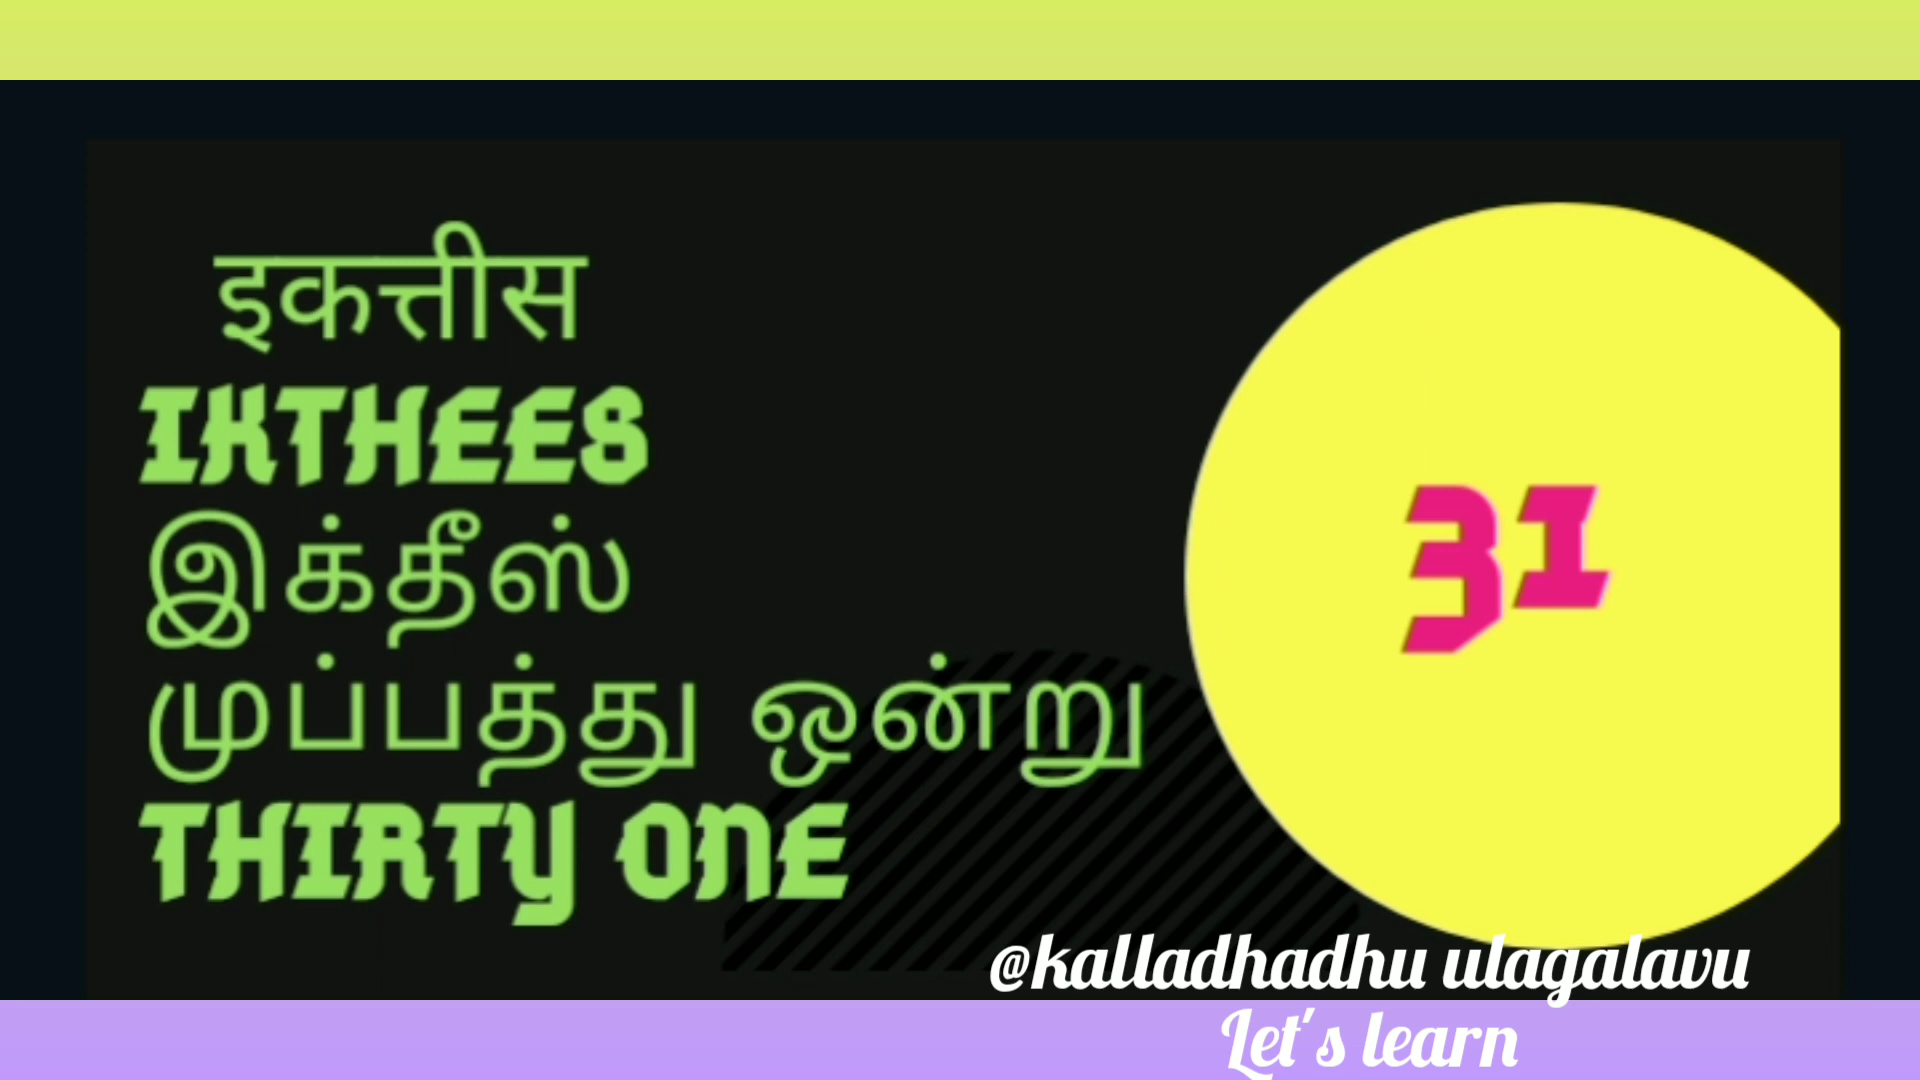 इकत्तीस
IKTHEES
இக்தீஸ்
முப்பத்து ஒன்று
THIRTY ONE
31
@kalladhadhu ulagalavu
Let's learn